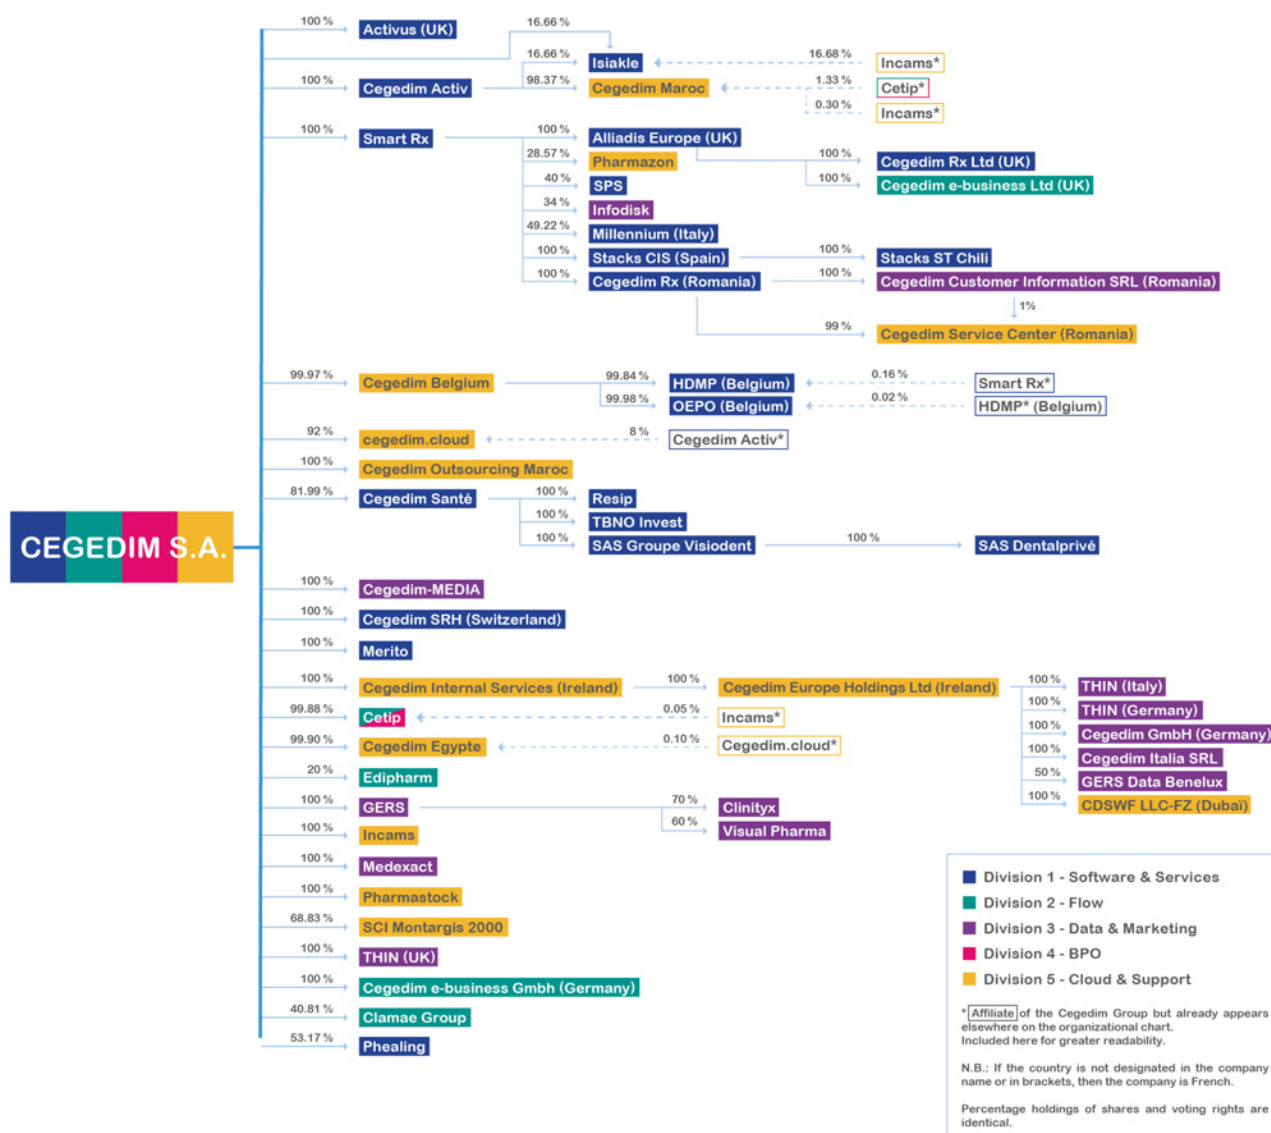 100 %
Activus (UK)
16.66 %
16.66 %
Isiakle
16.68 %
Incams*
100 %
Cegedim Activ
98.37 %
Cegedim Maroc
1.33 %
Cetip*
0.30 %
Incams*
100 %
Smart Rx
100 %
Alliadis Europe (UK)
28.57 %
Pharmazon
100 %
Cegedim Rx Ltd (UK)
40 %
SPS
100 %
Cegedim e-business Ltd (UK)
34 %
Infodisk
49.22 %
Millennium (Italy)
100 %
Stacks CIS (Spain)
100 %
Stacks ST Chili
100 %
Cegedim Rx (Romania)
100 %
Cegedim Customer Information SRL (Romania)
1%
99 %
Cegedim Service Center (Romania)
99.97 %
Cegedim Belgium
99.84 %
HDMP (Belgium)
0.16 %
Smart Rx*
99.98 %
OEPO (Belgium)
0.02 %
HDMP* (Belgium)
92 %
cegedim.cloud
8 %
Cegedim Activ*
100 %
Cegedim Outsourcing Maroc
81.99 %
Cegedim Santé
100 %
Resip
100 %
TBNO Invest
100 %
SAS Groupe Visiodent
100 %
SAS Dentalprivé
CEGEDIM S.A.
100 %
Cegedim-MEDIA
100 %
Cegedim SRH (Switzerland)
100 %
Merito
100 %
Cegedim Internal Services (Ireland)
100 %
Cegedim Europe Holdings Ltd (Ireland)
100 %
THIN (Italy)
100 %
THIN (Germany)
100 %
Cegedim GmbH (Germany)
100 %
Cegedim Italia SRL
50 %
GERS Data Benelux
100 %
CDSWF LLC-FZ (Dubaï)
99.88 %
Cetip
0.05 %
Incams*
99.90 %
Cegedim Egypte
0.10 %
Cegedim.cloud*
20 %
Edipharm
100 %
GERS
70 %
Clinityx
60 %
Visual Pharma
100 %
Incams
100 %
Medexact
100 %
Pharmastock
68.83 %
SCI Montargis 2000
100 %
THIN (UK)
100 %
Cegedim e-business Gmbh (Germany)
40.81 %
Clamae Group
53.17 %
Phealing
Division 1 - Software & Services
Division 2 - Flow
Division 3 - Data & Marketing
Division 4 - BPO
Division 5 - Cloud & Support
* Affiliate of the Cegedim Group but already appears
elsewhere on the organizational chart.
Included here for greater readability.
N.B.: If the country is not designated in the company
name or in brackets, then the company is French.
Percentage holdings of shares and voting rights are
identical.